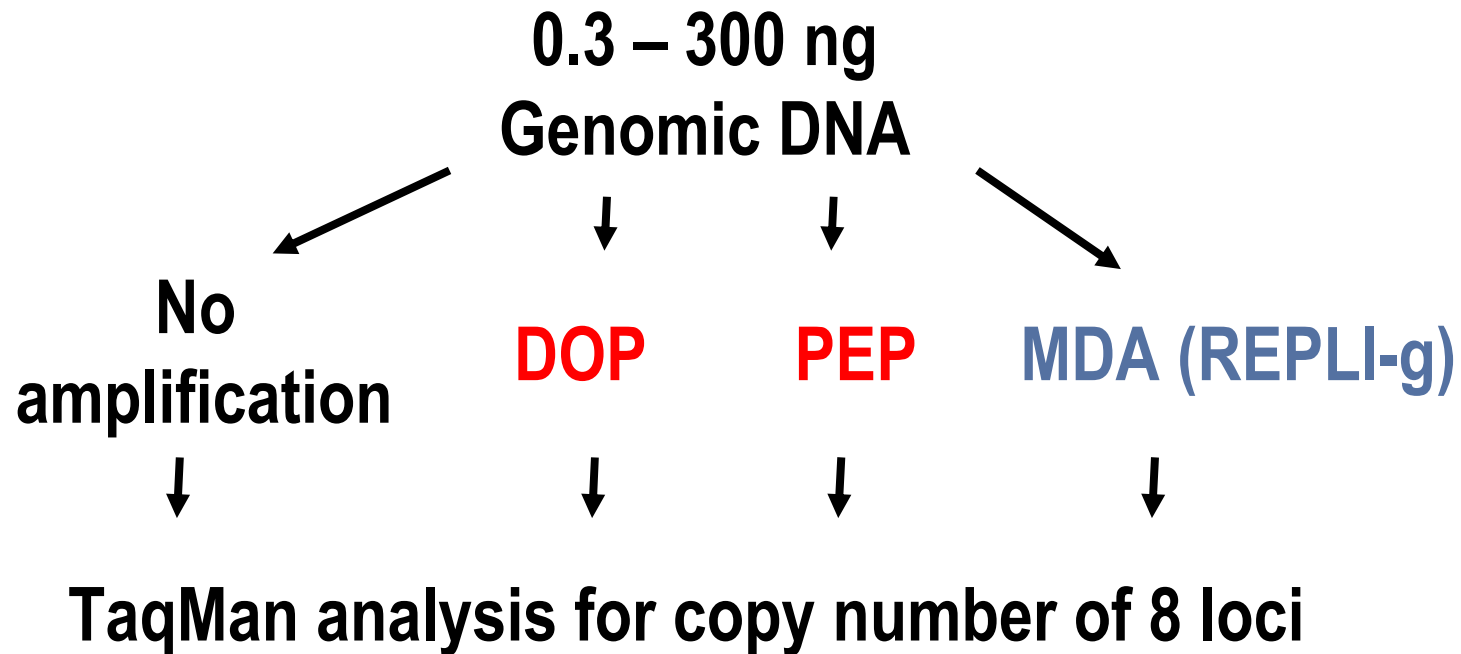 0.3 – 300 ng
Genomic DNA
No
amplification
DOP
PEP
MDA (REPLI-g)
TaqMan analysis for copy number of 8 loci